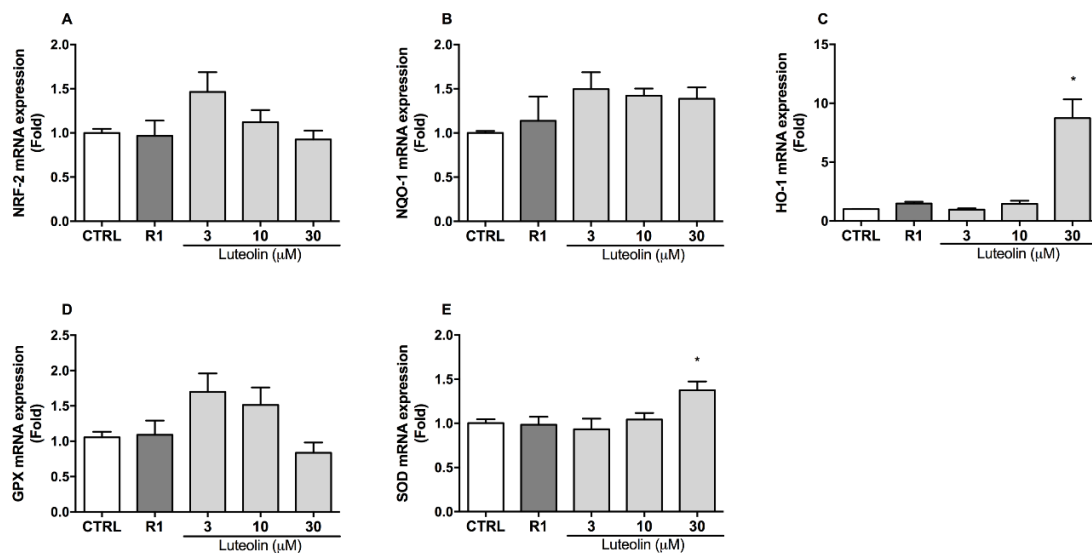 A
NRF-2 mRNA expression
(Fold)
2.0
1.5
1.0
0.5
0.0
CTRL R1 3 10 30
Luteolin (μM)
B
NQO-1 mRNA expression
(Fold)
2.0
1.5
1.0
0.5
0.0
CTRL R1 3 10 30
Luteolin (μM)
C
HO-1 mRNA expression
(Fold)
15
10
5
0
*
CTRL R1 3 10 30
Luteolin (μM)
D
GPX mRNA expression
(Fold)
2.5
2.0
1.5
1.0
0.5
0.0
CTRL R1 3 10 30
Luteolin (μM)
E
SOD mRNA expression
(Fold)
2.0
1.5
1.0
0.5
0.0
*
CTRL R1 3 10 30
Luteolin (μM)